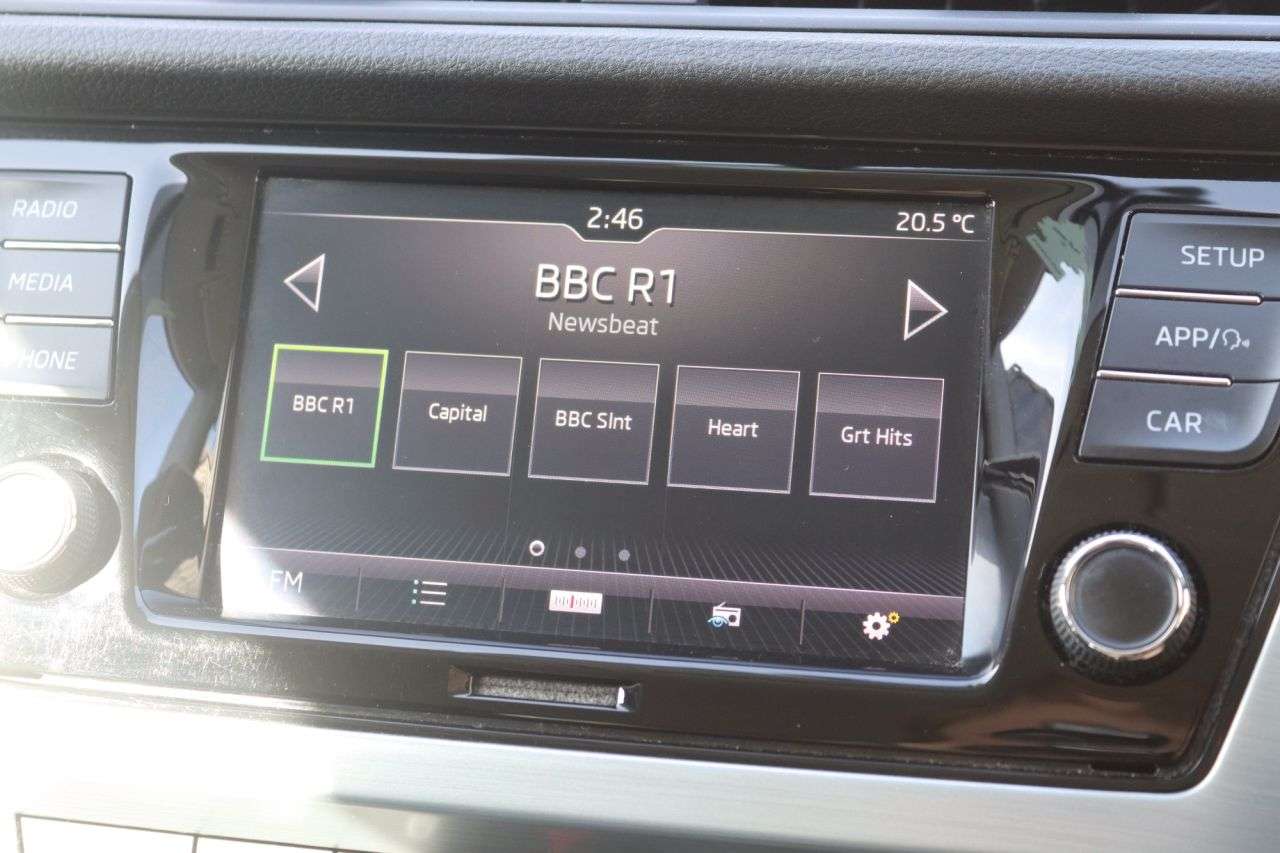 RADIO
MEDIA
PHONE
2:46
20.5 °C
BBC R1
Newsbeat
BBC R1
Capital
BBC Slnt
Heart
Grt Hits
FM
SETUP
APP/
CAR